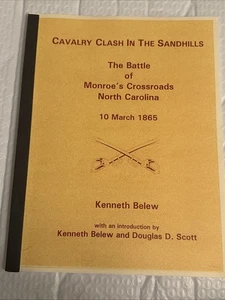 CAVALRY CLASH IN THE SANDHILLS
The Battle
of
Monroe's Crossroads
North Carolina
10 March 1865
Kenneth Belew
with an introduction by
Kenneth Belew and Douglas D. Scott